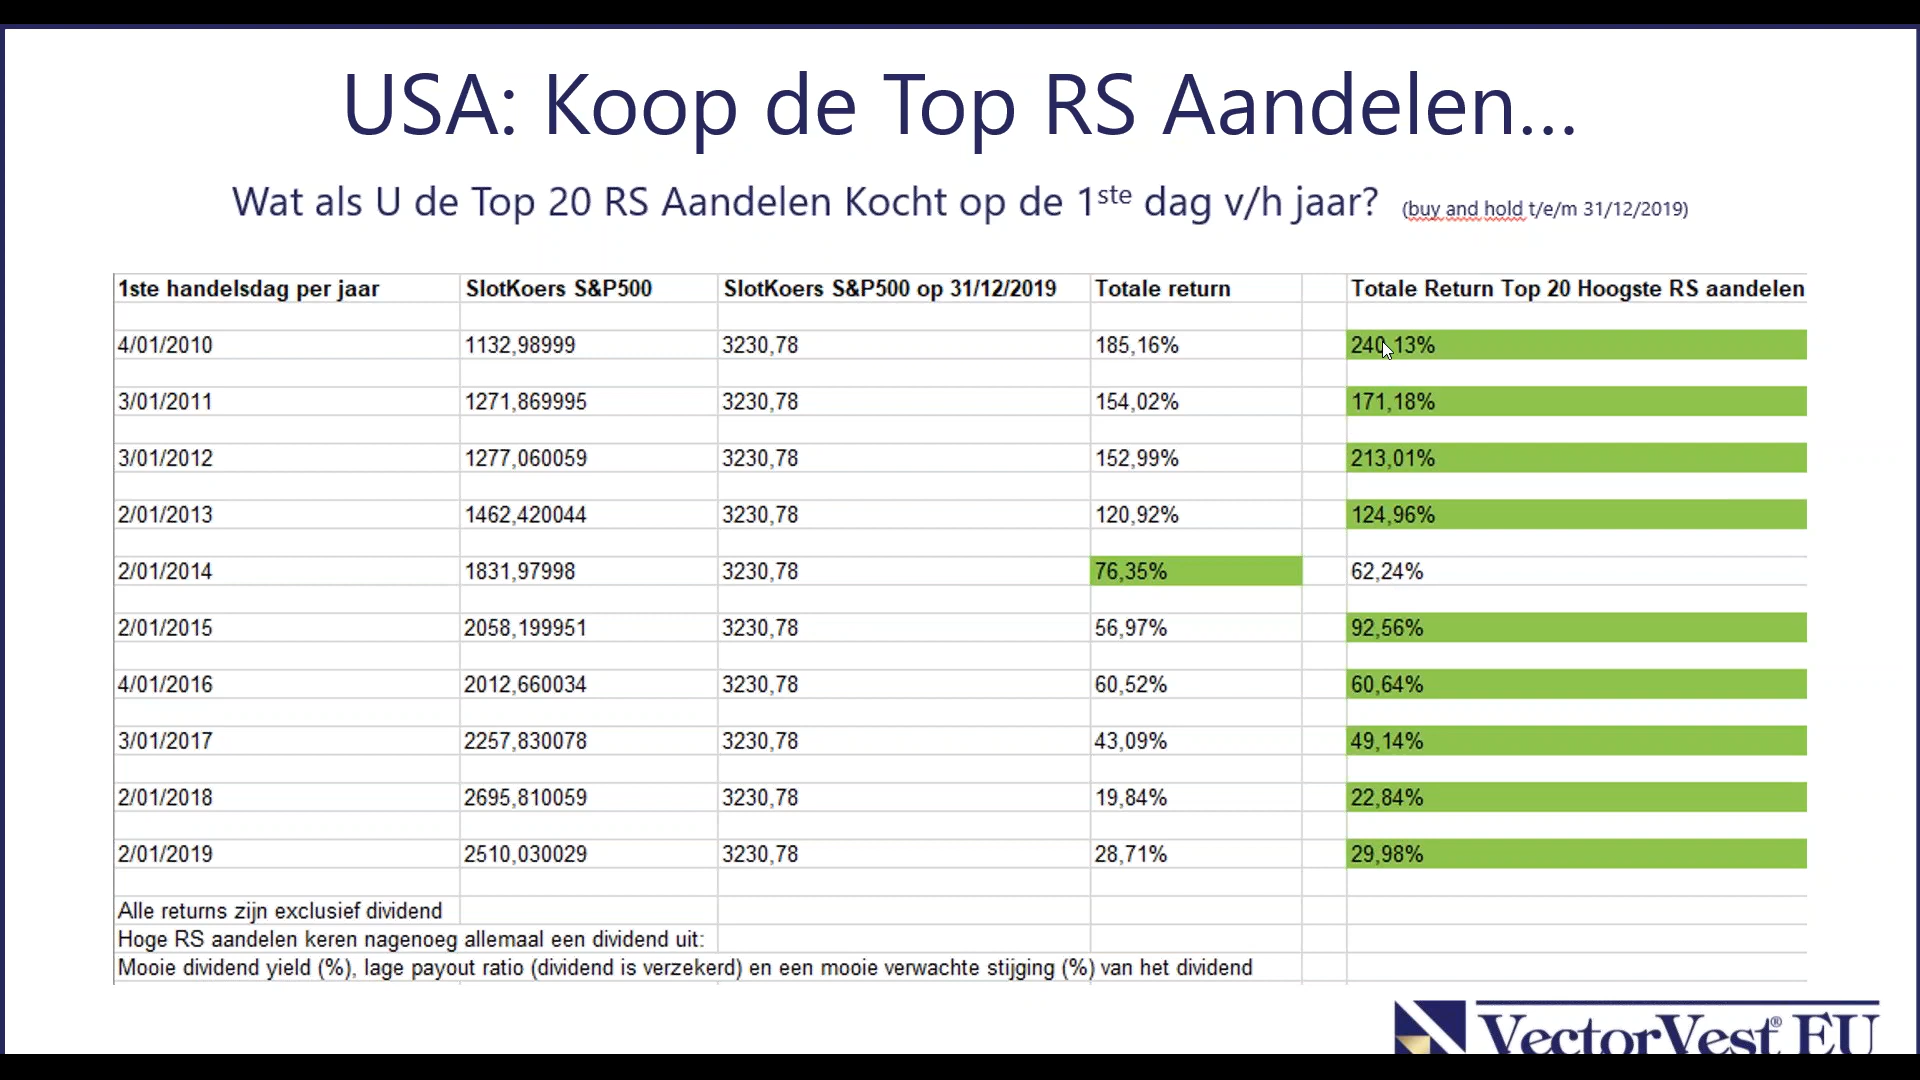 USA: Koop de Top RS Aandelen...
Wat als U de Top 20 RS Aandelen Kocht op de 1ste dag v/h jaar? (buy and hold t/e/m 31/12/2019)
1ste handelsdag per jaar SlotKoers S&P500 SlotKoers S&P500 op 31/12/2019 Totale return Totale Return Top 20 Hoogste RS aandelen
4/01/2010 1132,98999 3230,78 185,16% 240,13%
3/01/2011 1271,869995 3230,78 154,02% 171,18%
3/01/2012 1277,060059 3230,78 152,99% 213,01%
2/01/2013 1462,420044 3230,78 120,92% 124,96%
2/01/2014 1831,97998 3230,78 76,35% 62,24%
2/01/2015 2058,199951 3230,78 56,97% 92,56%
4/01/2016 2012,660034 3230,78 60,52% 60,64%
3/01/2017 2257,830078 3230,78 43,09% 49,14%
2/01/2018 2695,810059 3230,78 19,84% 22,84%
2/01/2019 2510,030029 3230,78 28,71% 29,98%
Alle returns zijn exclusief dividend
Hoge RS aandelen keren nagenoeg allemaal een dividend uit:
Mooie dividend yield (%), lage payout ratio (dividend is verzekerd) en een mooie verwachte stijging (%) van het dividend
VectorVest® EU